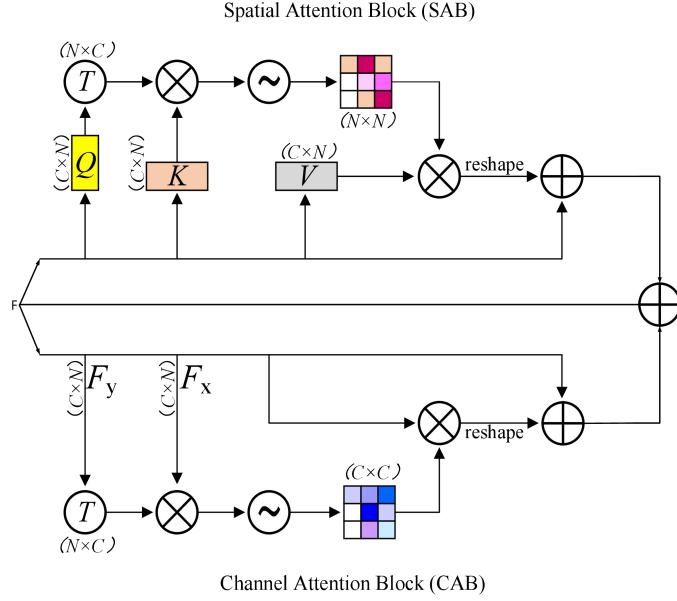 Spatial Attention Block (SAB)
(N×C)
T
~
(N×N)
(C×N)
Q
(C×N)
K
(C×N)
V
reshape
F
(C×N)
Fy
(C×N)
Fx
reshape
(C×C)
T
~
(N×C)
Channel Attention Block (CAB)